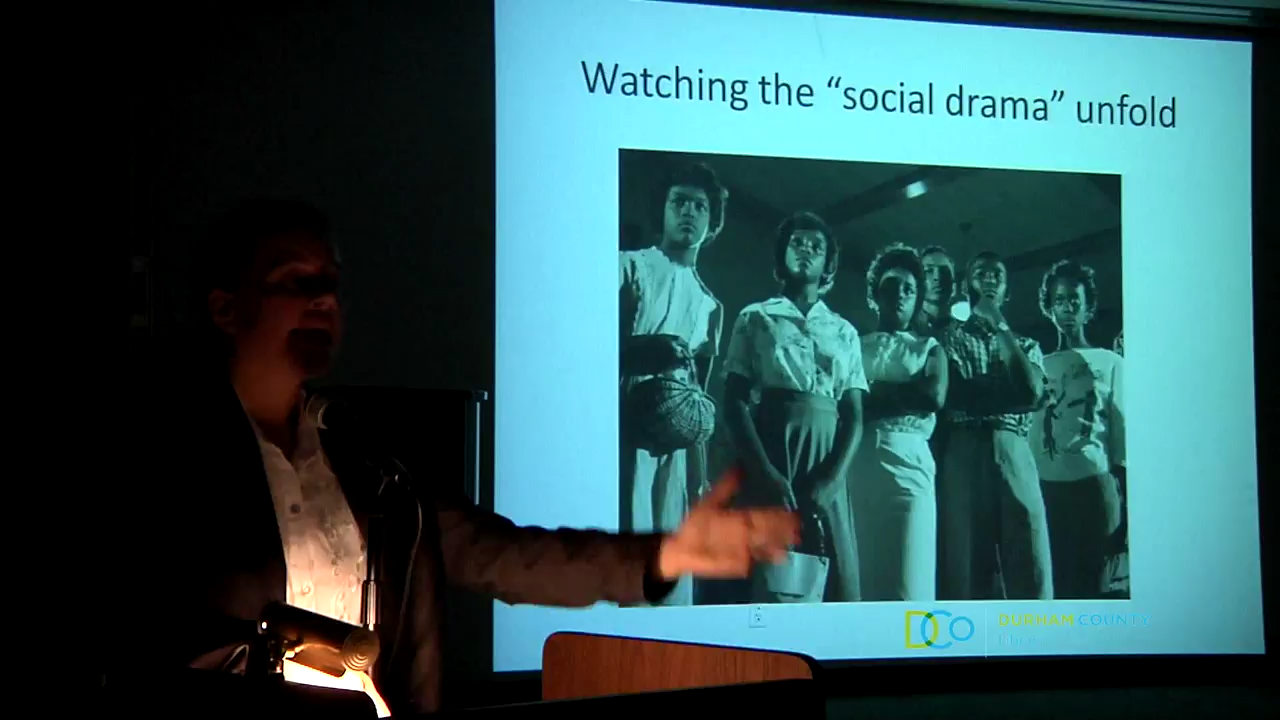 Watching the “social drama” unfold
DCo
DURHAM COUNTY